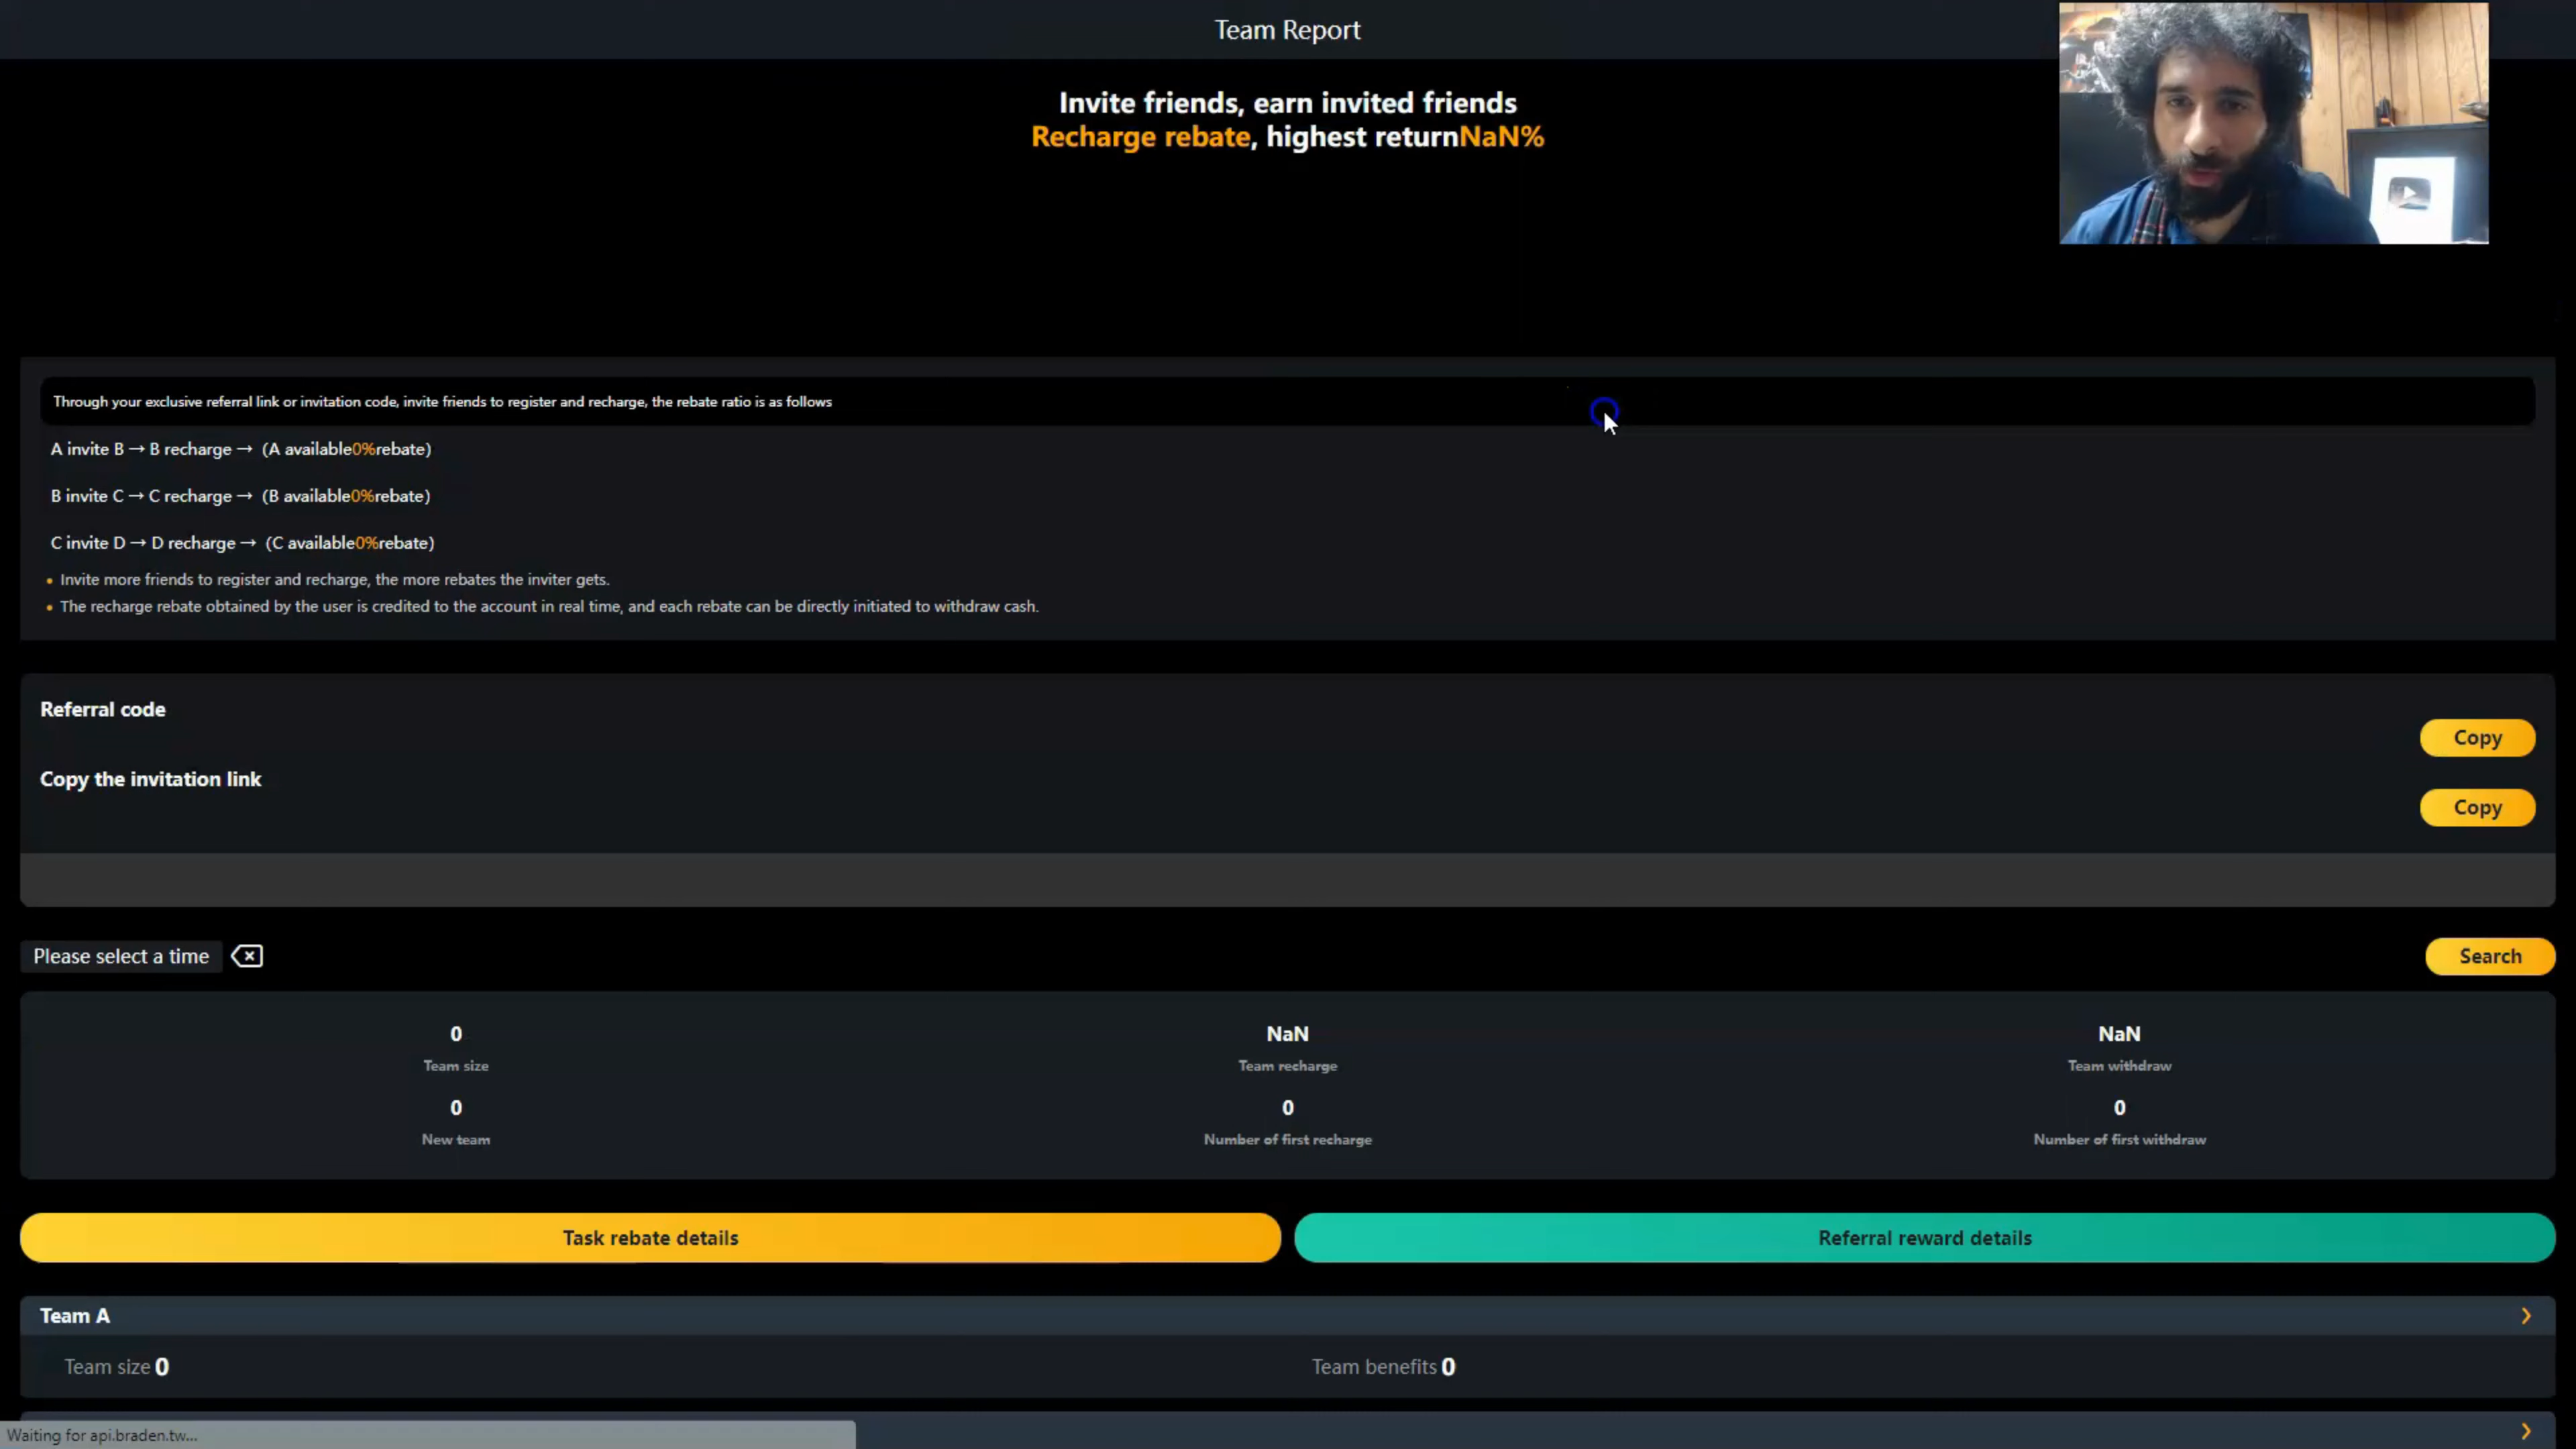 Team Report
Invite friends, earn invited friends
Recharge rebate, highest returnNaN%
Through your exclusive referral link or invitation code, invite friends to register and recharge, the rebate ratio is as follows
A invite B → B recharge → (A available0%rebate)
B invite C → C recharge → (B available0%rebate)
C invite D → D recharge → (C available0%rebate)
• Invite more friends to register and recharge, the more rebates the inviter gets.
• The recharge rebate obtained by the user is credited to the account in real time, and each rebate can be directly initiated to withdraw cash.
Referral code
Copy
Copy the invitation link
Copy
Please select a time
Search
0 NaN NaN
Team size Team recharge Team withdraw
0 0 0
New team Number of first recharge Number of first withdraw
Task rebate details Referral reward details
Team A
Team size 0 Team benefits 0
Waiting for api.braden.tw...